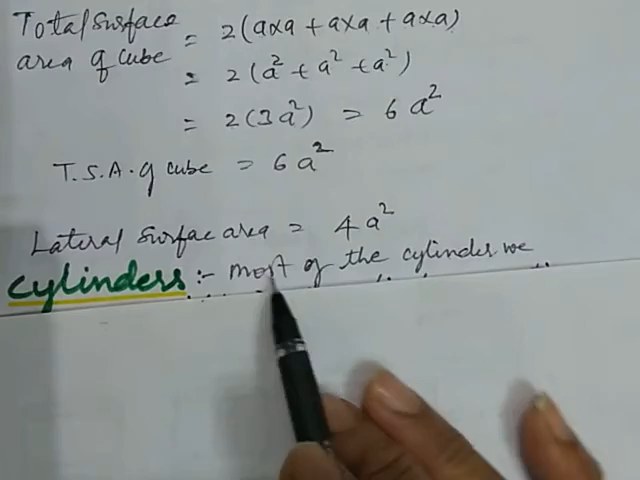 Total surface
area of cube = 2(a×a + a×a + a×a)
= 2(a² + a² + a²)
= 2(3a²) = 6a²
T.S.A. of cube = 6a²
Lateral surfac area = 4a²
Cylinders :- most of the cylinder we